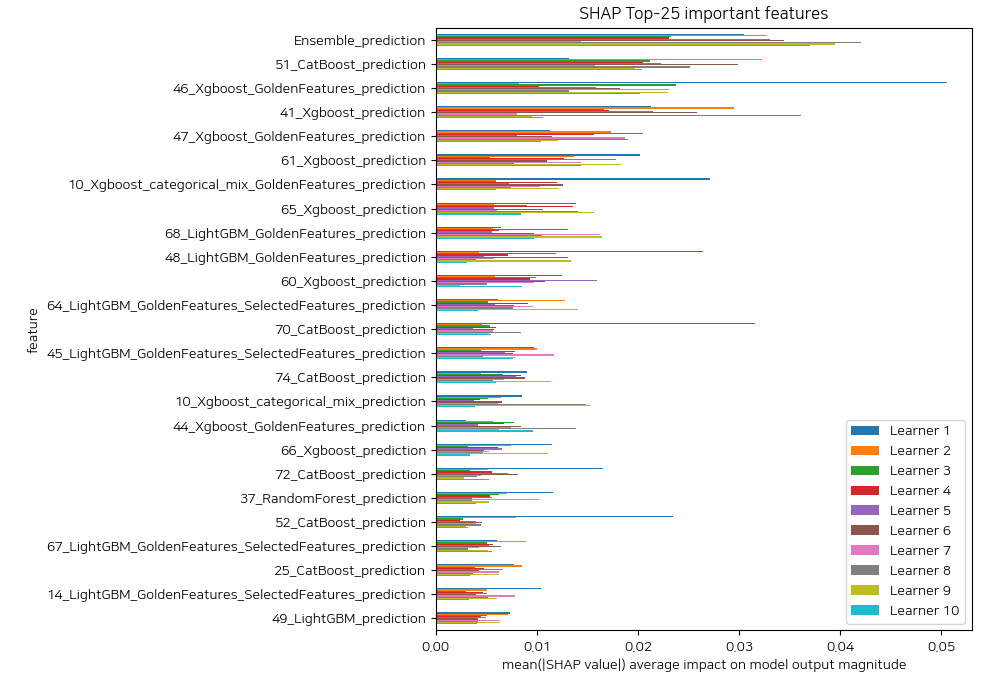 SHAP Top-25 important features
Ensemble_prediction
51_CatBoost_prediction
46_Xgboost_GoldenFeatures_prediction
41_Xgboost_prediction
47_Xgboost_GoldenFeatures_prediction
61_Xgboost_prediction
10_Xgboost_categorical_mix_GoldenFeatures_prediction
65_Xgboost_prediction
68_LightGBM_GoldenFeatures_prediction
48_LightGBM_GoldenFeatures_prediction
60_Xgboost_prediction
64_LightGBM_GoldenFeatures_SelectedFeatures_prediction
70_CatBoost_prediction
45_LightGBM_GoldenFeatures_SelectedFeatures_prediction
74_CatBoost_prediction
10_Xgboost_categorical_mix_prediction
44_Xgboost_GoldenFeatures_prediction
66_Xgboost_prediction
72_CatBoost_prediction
37_RandomForest_prediction
52_CatBoost_prediction
67_LightGBM_GoldenFeatures_SelectedFeatures_prediction
25_CatBoost_prediction
14_LightGBM_GoldenFeatures_SelectedFeatures_prediction
49_LightGBM_prediction
feature
Learner 1
Learner 2
Learner 3
Learner 4
Learner 5
Learner 6
Learner 7
Learner 8
Learner 9
Learner 10
0.00 0.01 0.02 0.03 0.04 0.05
mean(|SHAP value|) average impact on model output magnitude